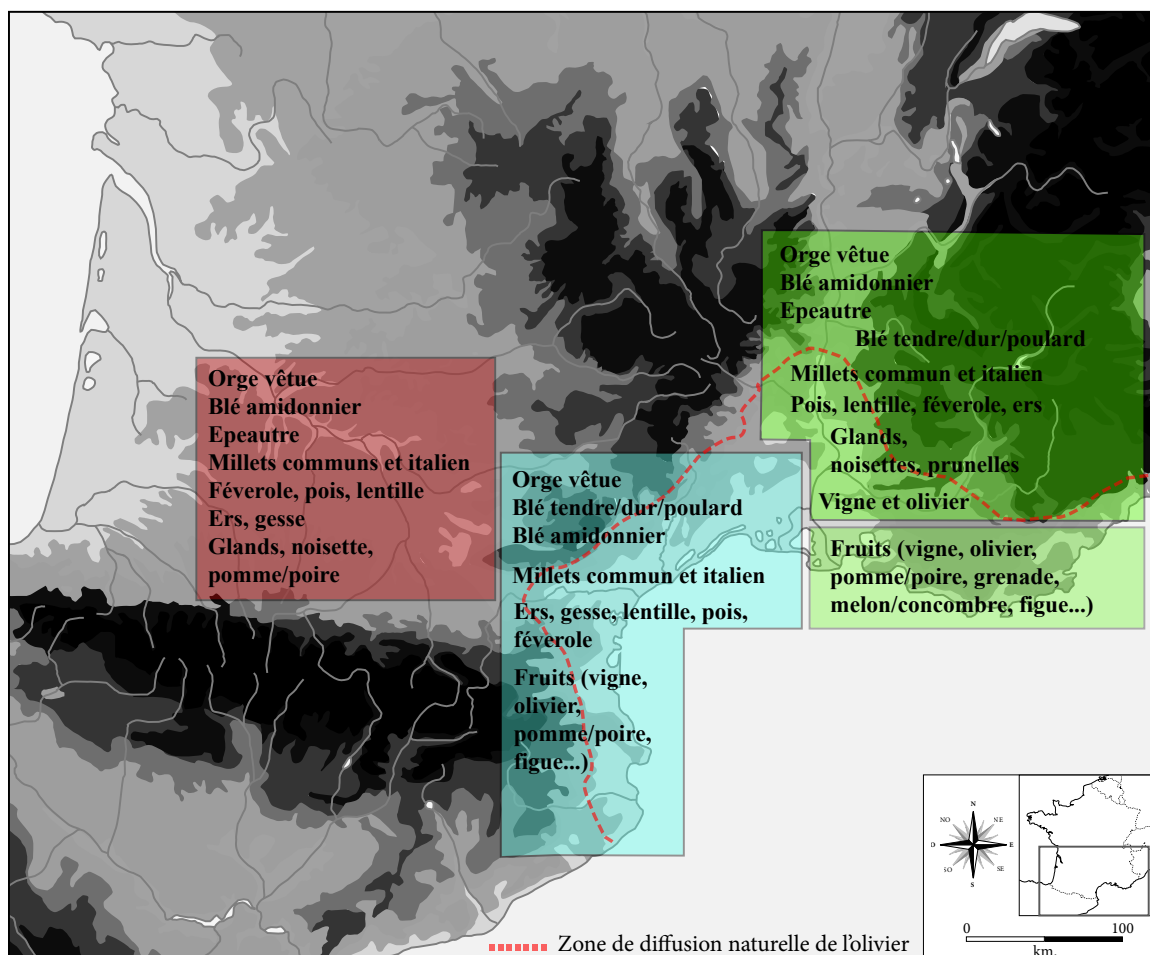 Orge vêtue
Blé amidonnier
Epeautre
Millets communs et italien
Féverole, pois, lentille
Ers, gesse
Glands, noisette,
pomme/poire
Orge vêtue
Blé tendre/dur/poulard
Blé amidonnier
Millets commun et italien
Ers, gesse, lentille, pois,
féverole
Fruits (vigne,
olivier,
pomme/poire,
figue...)
Orge vêtue
Blé amidonnier
Epeautre
Blé tendre/dur/poulard
Millets commun et italien
Pois, lentille, féverole, ers
Glands,
noisettes, prunelles
Vigne et olivier
Fruits (vigne, olivier,
pomme/poire, grenade,
melon/concombre, figue...)
N
NO
NE
O
E
SO
SE
S
0
100
km.
Zone de diffusion naturelle de l'olivier